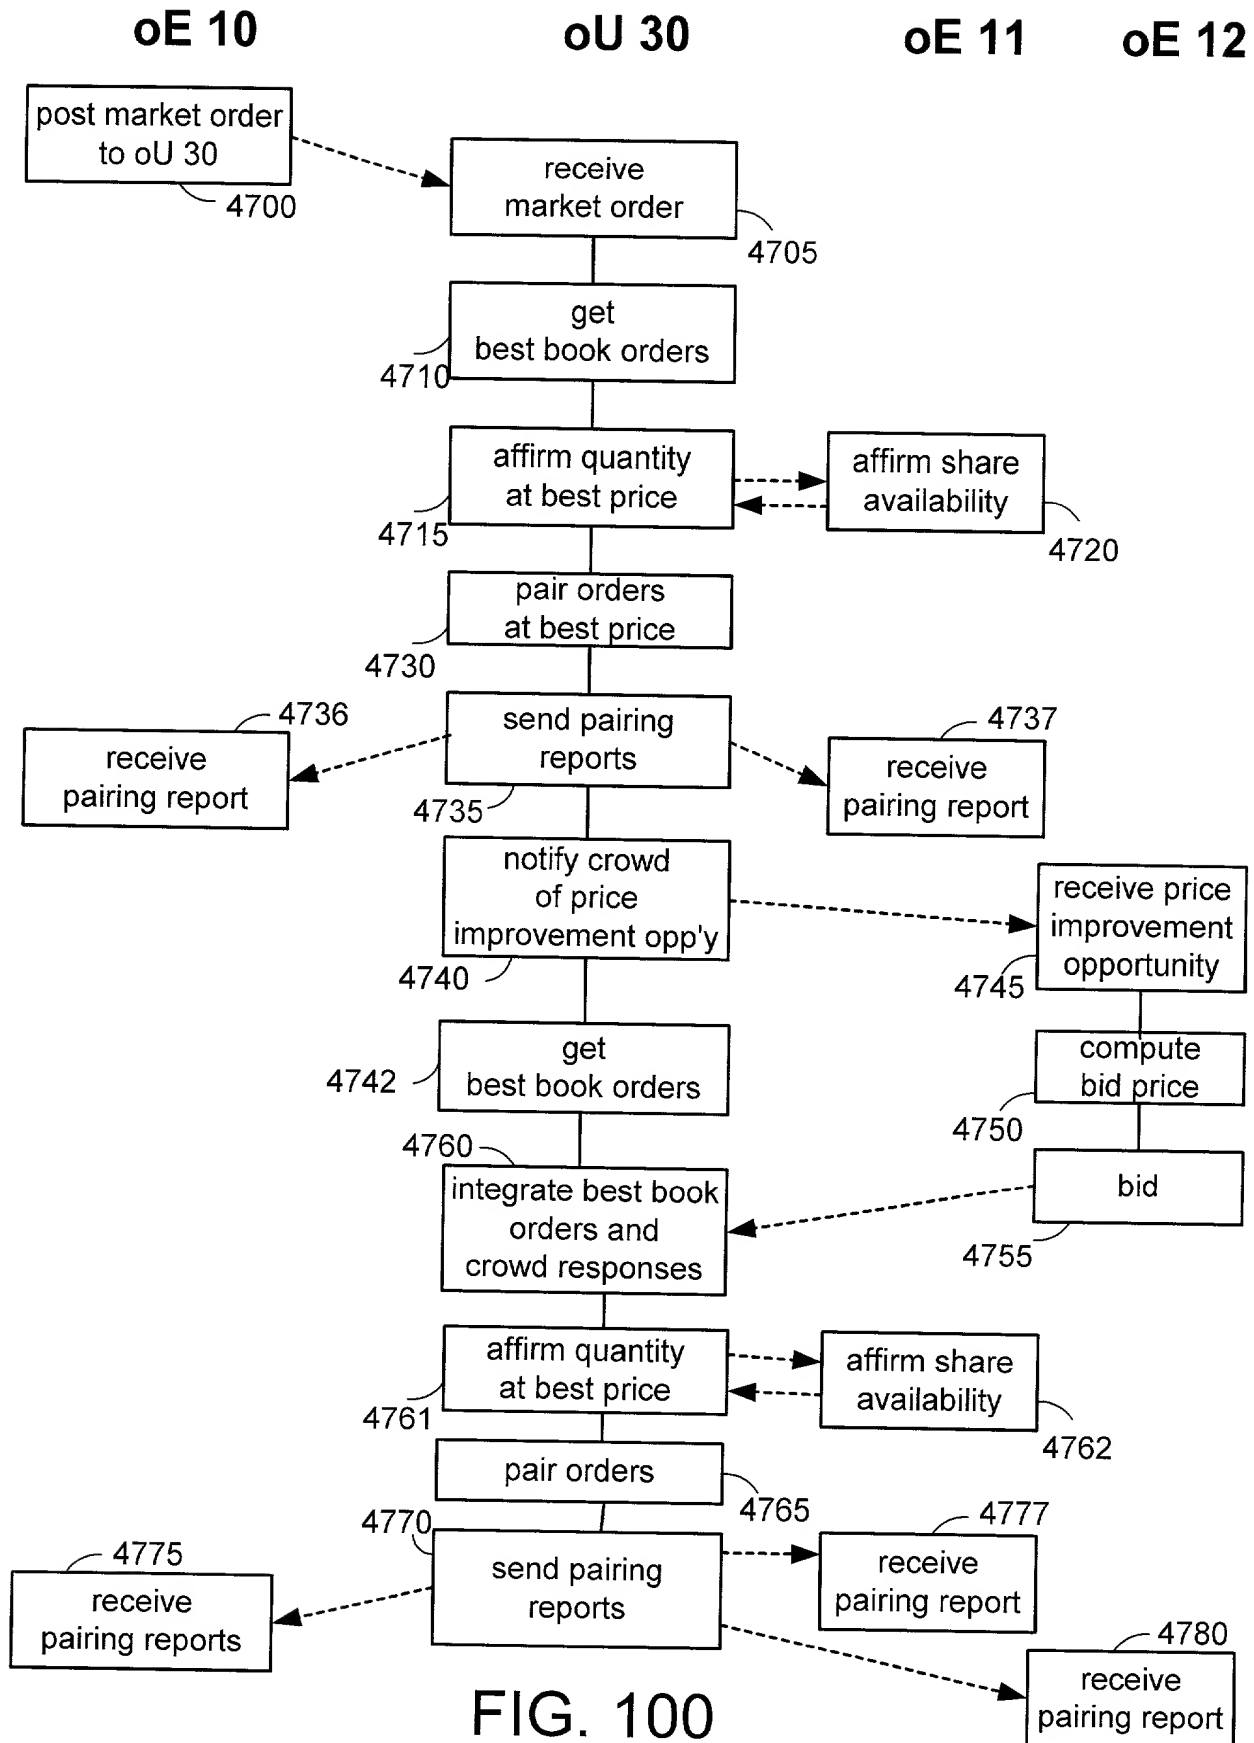 oE 10
oU 30
oE 11
oE 12
post market order
to oU 30
4700
receive
market order
4705
get
best book orders
4710
affirm quantity
at best price
4715
affirm share
availability
4720
pair orders
at best price
4730
send pairing
reports
4735
4736
receive
pairing report
4737
receive
pairing report
notify crowd
of price
improvement opp'y
4740
receive price
improvement
opportunity
4745
get
best book orders
4742
compute
bid price
4750
bid
4755
4760
integrate best book
orders and
crowd responses
affirm quantity
at best price
4761
affirm share
availability
4762
pair orders
4765
4770
send pairing
reports
4775
receive
pairing reports
4777
receive
pairing report
4780
receive
pairing report
FIG. 100